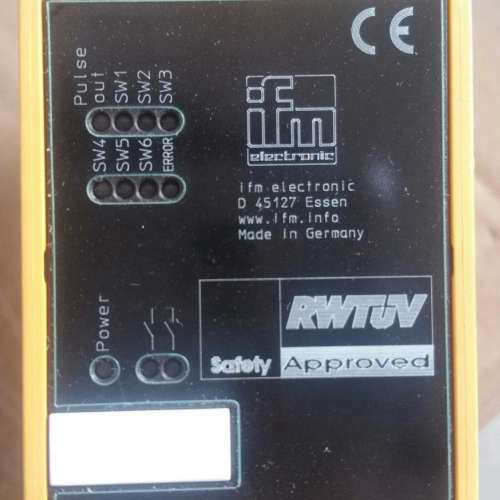 CE
Pulse out SW1 SW2 SW3
SW4 SW5 SW6 ERROR
ifm
electronic
ifm electronic
D 45127 Essen
www.ifm.info
Made in Germany
Power
RWTÜV
Safety Approved